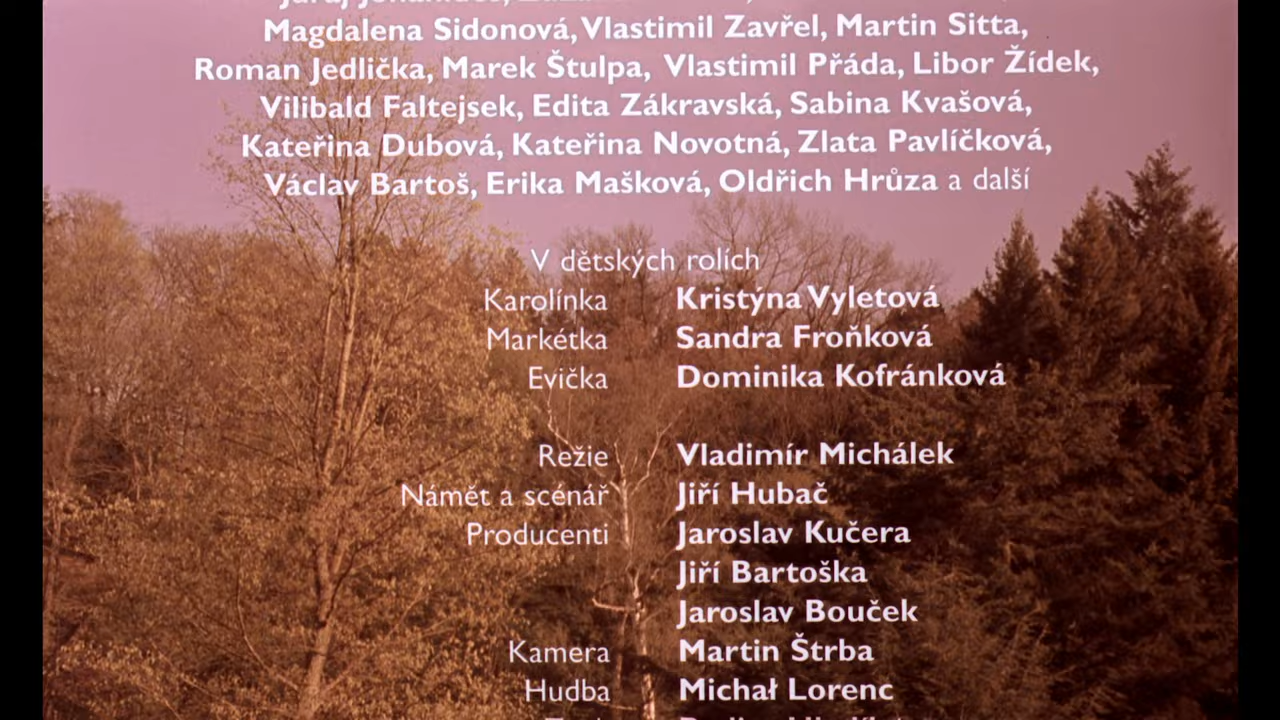 Magdalena Sidonová, Vlastimil Zavřel, Martin Sitta,
Roman Jedlička, Marek Štulpa, Vlastimil Přáda, Libor Žídek,
Vilibald Faltejsek, Edita Zákravská, Sabina Kvašová,
Kateřina Dubová, Kateřina Novotná, Zlata Pavlíčková,
Václav Bartoš, Erika Mašková, Oldřich Hrůza a další
V dětských rolích
Karolínka Kristýna Vyletová
Markétka Sandra Froňková
Evička Dominika Kofránková
Režie Vladimír Michálek
Námět a scénář Jiří Hubač
Producenti Jaroslav Kučera
Jiří Bartoška
Jaroslav Bouček
Kamera Martin Štrba
Hudba Michał Lorenc